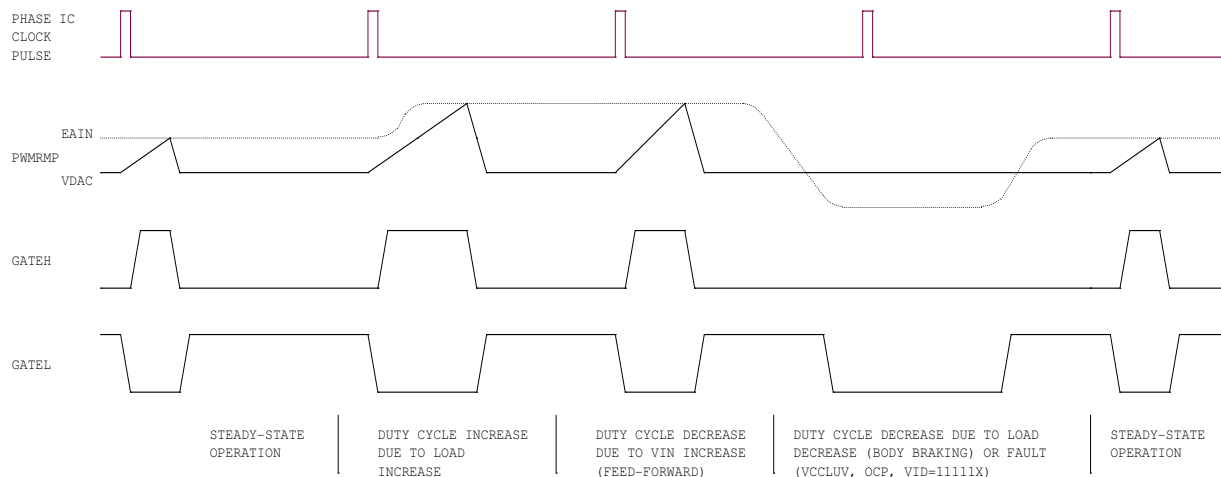 PHASE IC
CLOCK
PULSE
EAIN
PWMRMP
VDAC
GATEH
GATEL
STEADY-STATE
OPERATION
DUTY CYCLE INCREASE
DUE TO LOAD
INCREASE
DUTY CYCLE DECREASE
DUE TO VIN INCREASE
(FEED-FORWARD)
DUTY CYCLE DECREASE DUE TO LOAD
DECREASE (BODY BRAKING) OR FAULT
(VCCLUV, OCP, VID=11111X)
STEADY-STATE
OPERATION